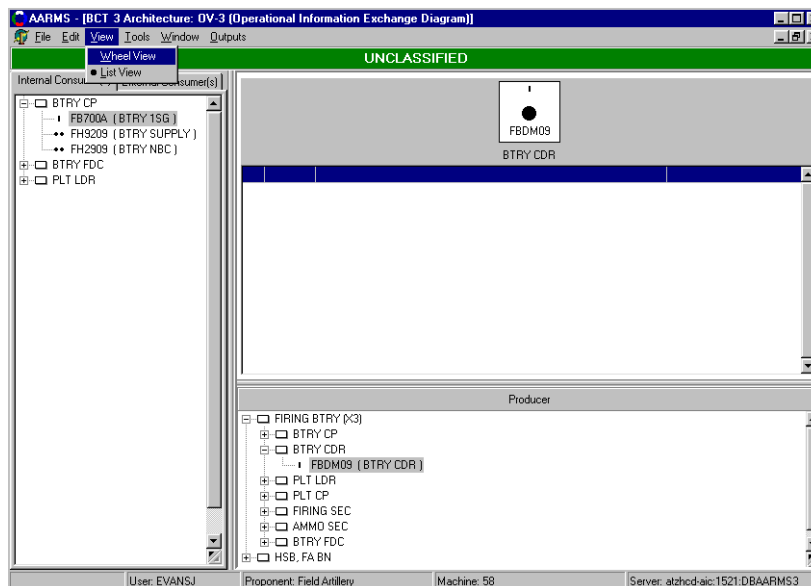 AARMS - [BCT 3 Architecture: OV-3 (Operational Information Exchange Diagram)]
File Edit View Tools Window Outputs
Wheel View
List View
UNCLASSIFIED
Internal Consumer(s)
BTRY CP
FB700A ( BTRY 1SG )
FH9209 ( BTRY SUPPLY )
FH2909 ( BTRY NBC )
BTRY FDC
PLT LDR
FBDM09
BTRY CDR
Producer
FIRING BTRY (X3)
BTRY CP
BTRY CDR
FBDM09 ( BTRY CDR )
PLT LDR
PLT CP
FIRING SEC
AMMO SEC
BTRY FDC
HSB, FA BN
User: EVANSJ
Proponent: Field Artillery
Machine: 58
Server: atzhcd-aic:1521:DBAARMS3